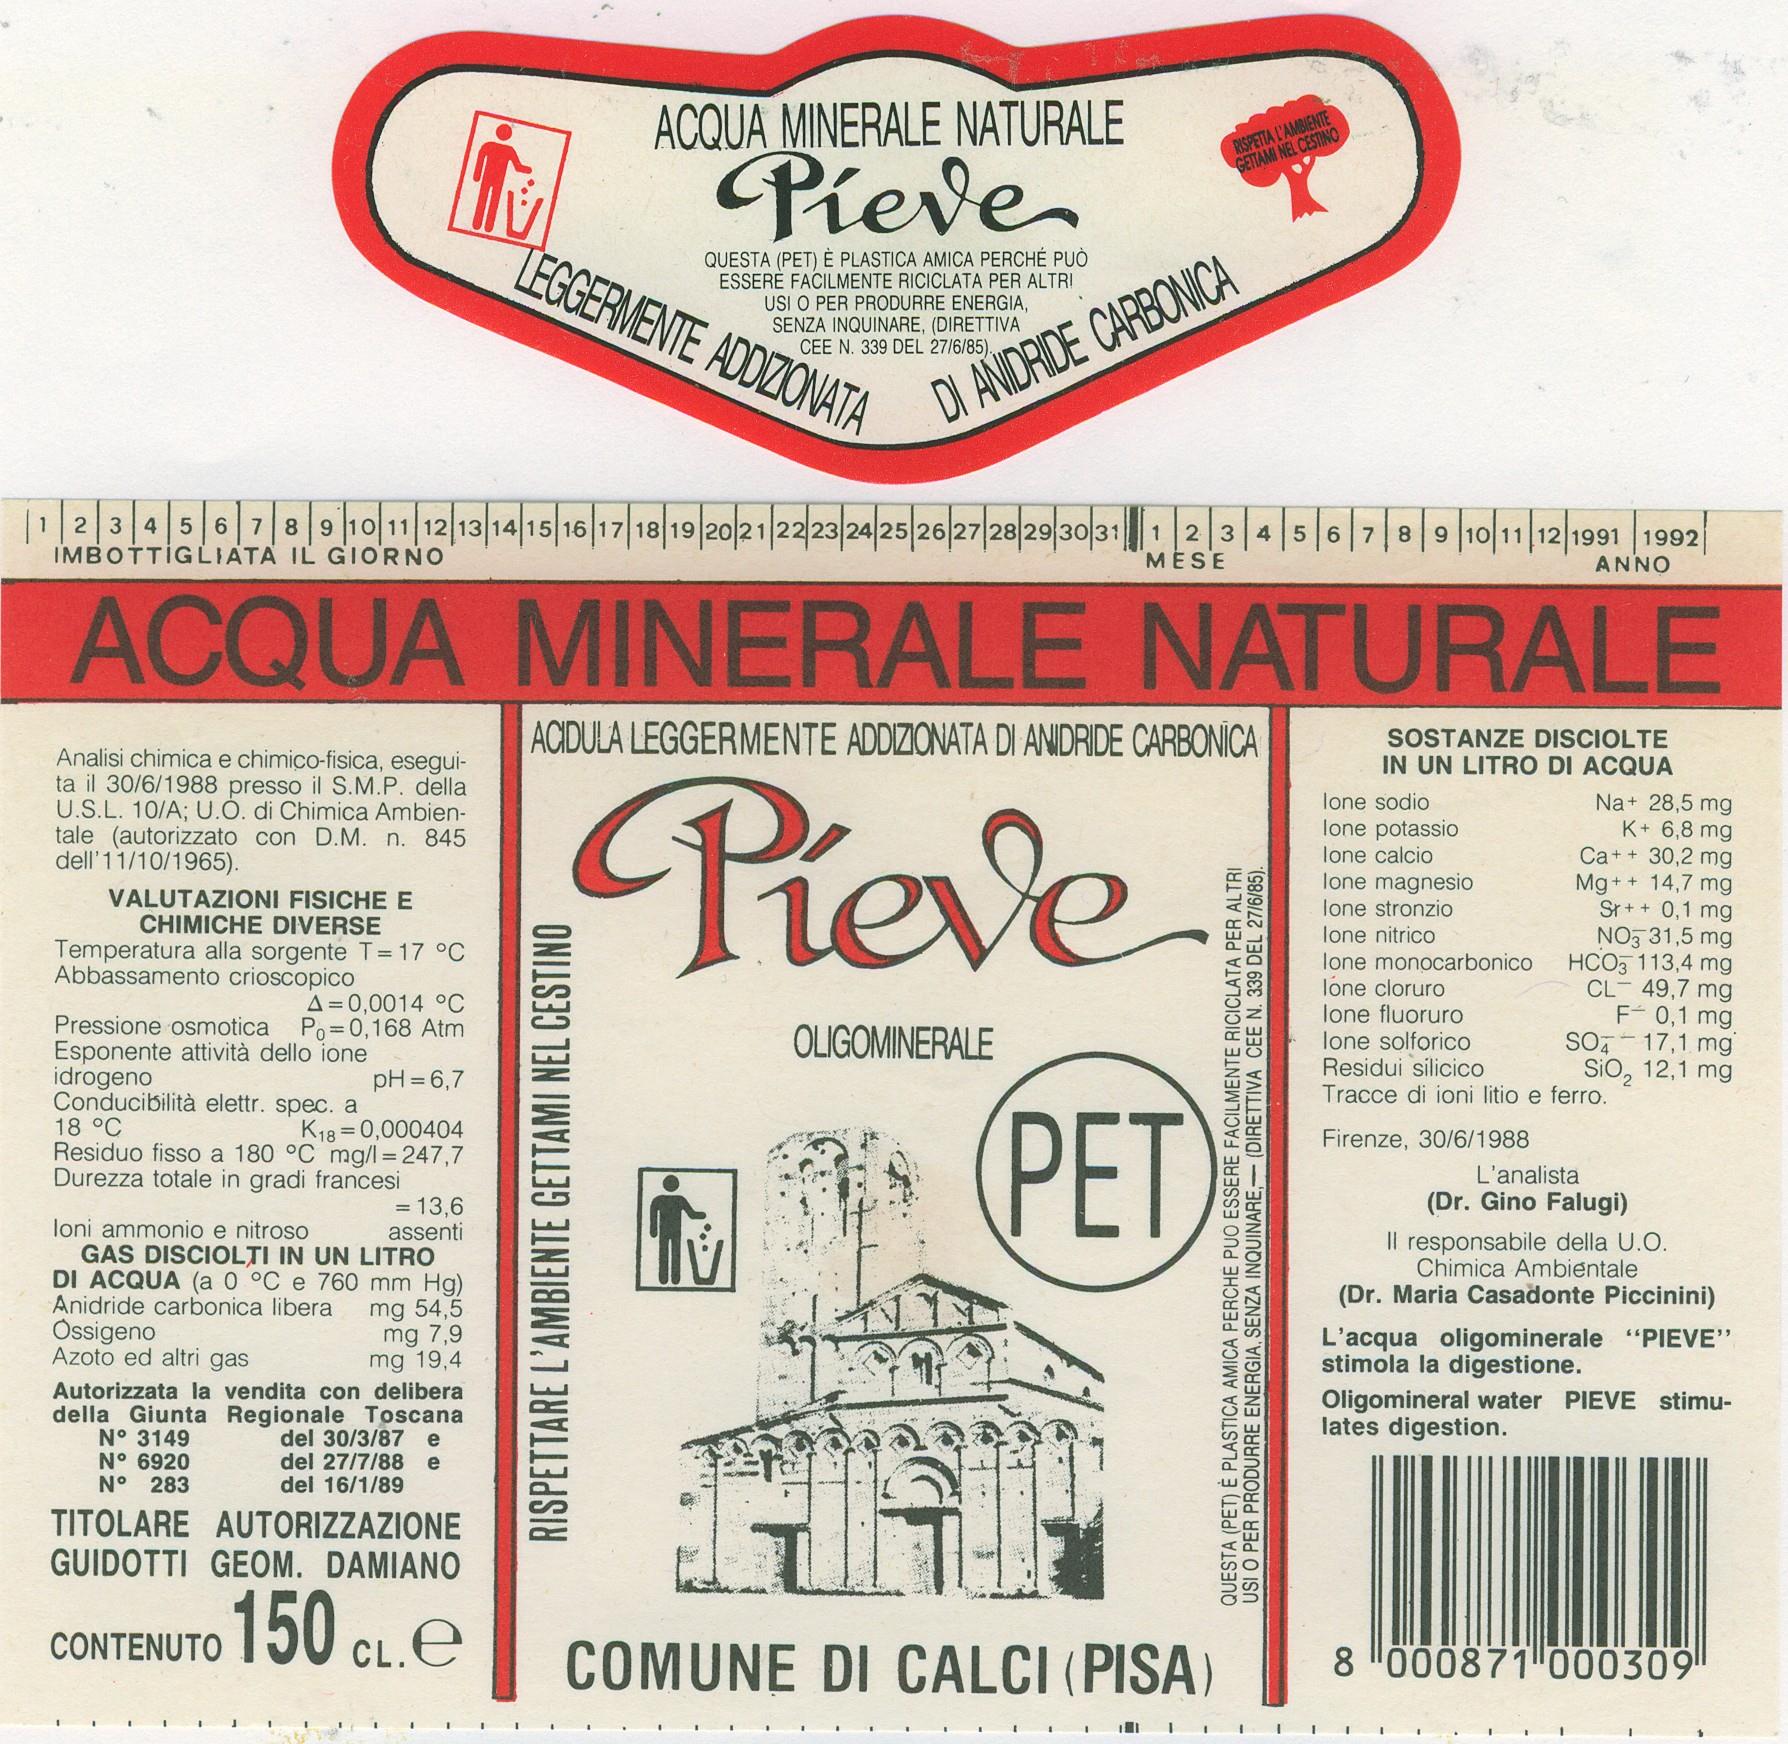 ACQUA MINERALE NATURALE
Pieve
RISPETTA L'AMBIENTE
GETTAMI NEL CESTINO
QUESTA (PET) È PLASTICA AMICA PERCHÉ PUÒ
ESSERE FACILMENTE RICICLATA PER ALTRI
USI O PER PRODURRE ENERGIA,
SENZA INQUINARE, (DIRETTIVA
CEE N. 339 DEL 27/6/85).
LEGGERMENTE ADDIZIONATA DI ANIDRIDE CARBONICA
1 2 3 4 5 6 7 8 9 10 11 12 13 14 15 16 17 18 19 20 21 22 23 24 25 26 27 28 29 30 31 1 2 3 4 5 6 7 8 9 10 11 12 1991 1992
IMBOTTIGLIATA IL GIORNO MESE ANNO
ACQUA MINERALE NATURALE
Analisi chimica e chimico-fisica, esegui-
ta il 30/6/1988 presso il S.M.P. della
U.S.L. 10/A; U.O. di Chimica Ambien-
tale (autorizzato con D.M. n. 845
dell'11/10/1965).
VALUTAZIONI FISICHE E
CHIMICHE DIVERSE
Temperatura alla sorgente T=17 °C
Abbassamento crioscopico
Δ=0,0014 °C
Pressione osmotica P0=0,168 Atm
Esponente attività dello ione
idrogeno pH=6,7
Conducibilità elettr. spec. a
18 °C K18=0,000404
Residuo fisso a 180 °C mg/l=247,7
Durezza totale in gradi francesi
=13,6
Ioni ammonio e nitroso assenti
GAS DISCIOLTI IN UN LITRO
DI ACQUA (a 0 °C e 760 mm Hg)
Anidride carbonica libera mg 54,5
Ossigeno mg 7,9
Azoto ed altri gas mg 19,4
Autorizzata la vendita con delibera
della Giunta Regionale Toscana
N° 3149 del 30/3/87 e
N° 6920 del 27/7/88 e
N° 283 del 16/1/89
TITOLARE AUTORIZZAZIONE
GUIDOTTI GEOM. DAMIANO
CONTENUTO 150 CL. ℮
ACIDULA LEGGERMENTE ADDIZIONATA DI ANIDRIDE CARBONICA
Pieve
OLIGOMINERALE
PET
RISPETTARE L'AMBIENTE GETTAMI NEL CESTINO
QUESTA (PET) È PLASTICA AMICA PERCHE PUO ESSERE FACILMENTE RICICLATA PER ALTRI
USI O PER PRODURRE ENERGIA, SENZA INQUINARE,— (DIRETTIVA CEE N. 339 DEL 27/6/85).
COMUNE DI CALCI (PISA)
SOSTANZE DISCIOLTE
IN UN LITRO DI ACQUA
Ione sodio Na+ 28,5 mg
Ione potassio K+ 6,8 mg
Ione calcio Ca++ 30,2 mg
Ione magnesio Mg++ 14,7 mg
Ione stronzio Sr++ 0,1 mg
Ione nitrico NO3− 31,5 mg
Ione monocarbonico HCO3− 113,4 mg
Ione cloruro CL− 49,7 mg
Ione fluoruro F− 0,1 mg
Ione solforico SO4−− 17,1 mg
Residui silicico SiO2 12,1 mg
Tracce di ioni litio e ferro.
Firenze, 30/6/1988
L'analista
(Dr. Gino Falugi)
Il responsabile della U.O.
Chimica Ambientale
(Dr. Maria Casadonte Piccinini)
L'acqua oligominerale “PIEVE”
stimola la digestione.
Oligomineral water PIEVE stimu-
lates digestion.
8 000871 000309